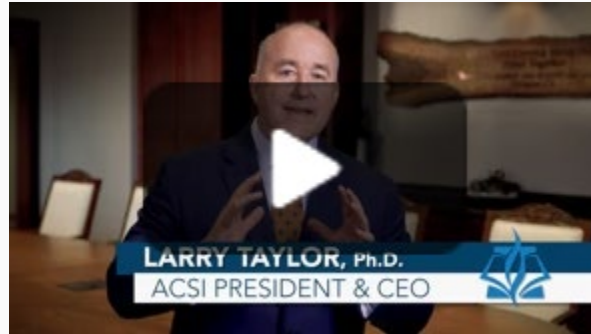 LARRY TAYLOR, Ph.D.
ACSI PRESIDENT & CEO